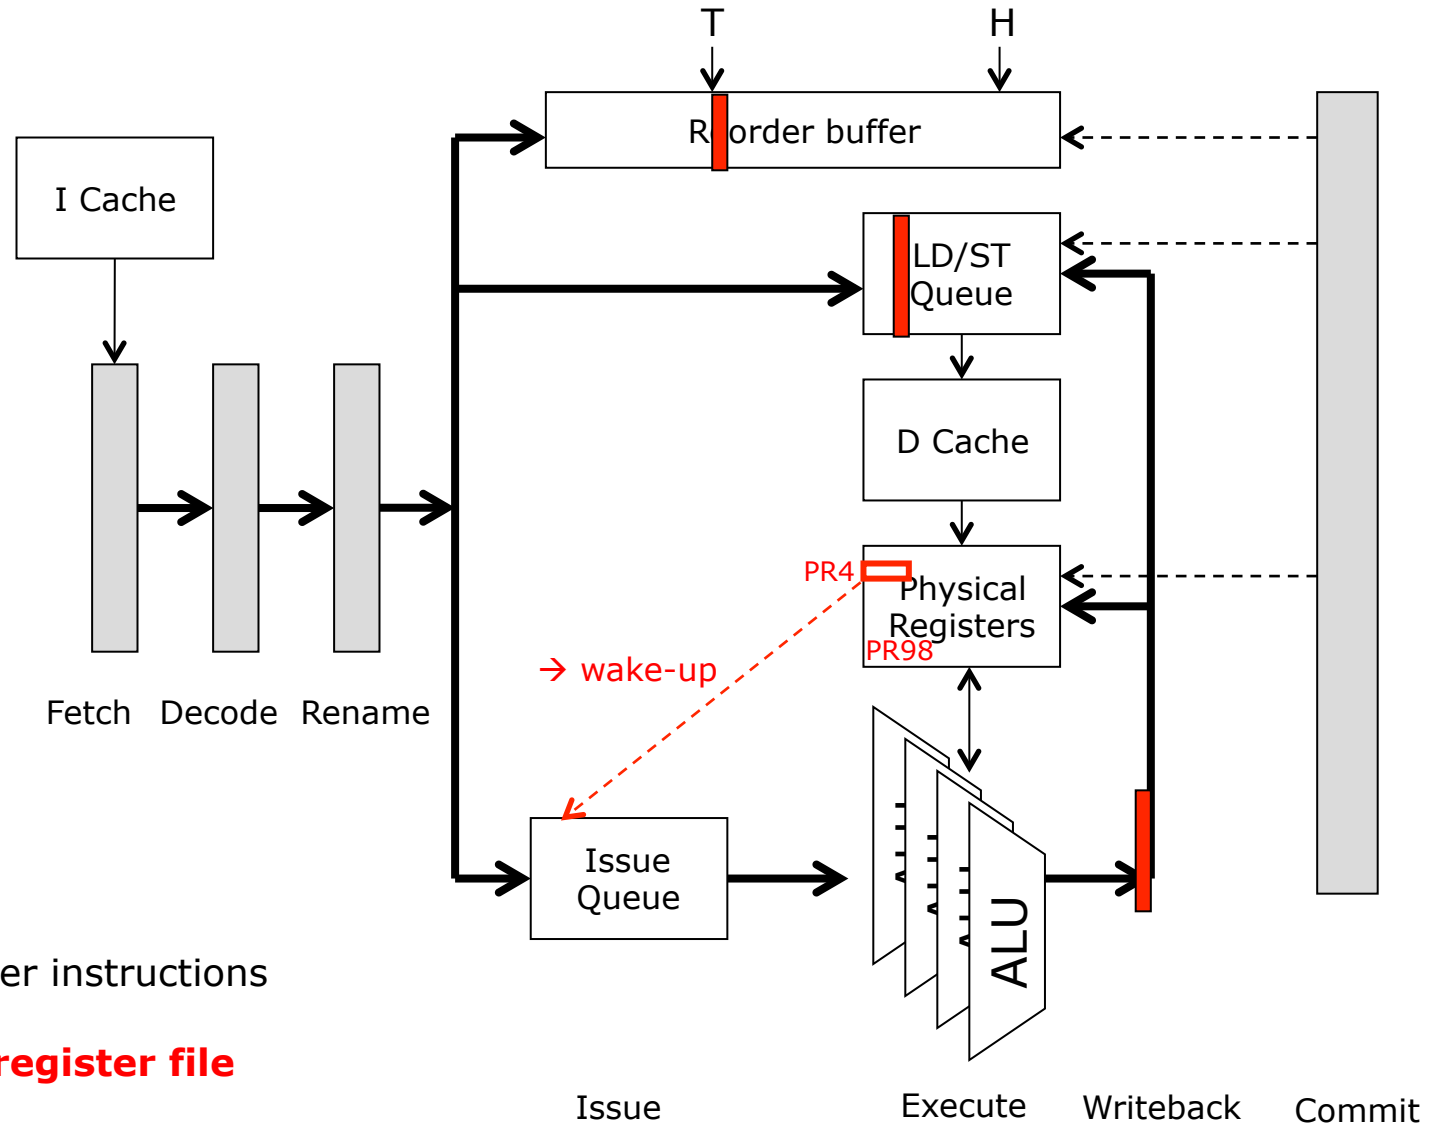 T
H
Reorder buffer
I Cache
LD/ST
Queue
D Cache
PR4
Physical
Registers
PR98
→ wake-up
Fetch
Decode
Rename
Issue
Queue
ALU
er instructions
register file
Issue
Execute
Writeback
Commit